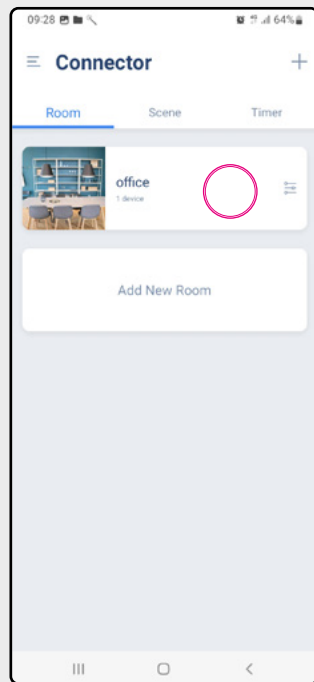 09:28 64%
Connector
Room Scene Timer
office
1 device
Add New Room